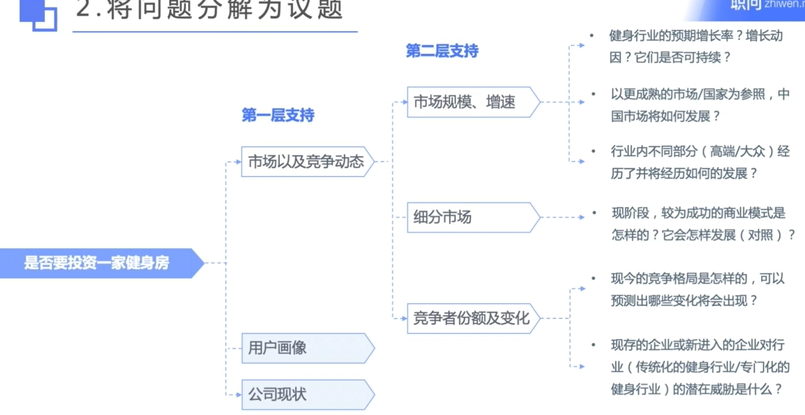 2.将问题分解为议题
职问zhiwen.n
第一层支持
第二层支持
是否要投资一家健身房
市场以及竞争动态
用户画像
公司现状
市场规模、增速
细分市场
竞争者份额及变化
• 健身行业的预期增长率？增长动
因？它们是否可持续？
• 以更成熟的市场/国家为参照，中
国市场将如何发展？
• 行业内不同部分（高端/大众）经
历了并将经历如何的发展？
• 现阶段，较为成功的商业模式是
怎样的？它会怎样发展（对照）？
• 现今的竞争格局是怎样的，可以
预测出哪些变化将会出现？
• 现存的企业或新进入的企业对行
业（传统化的健身行业/专门化的
健身行业）的潜在威胁是什么？